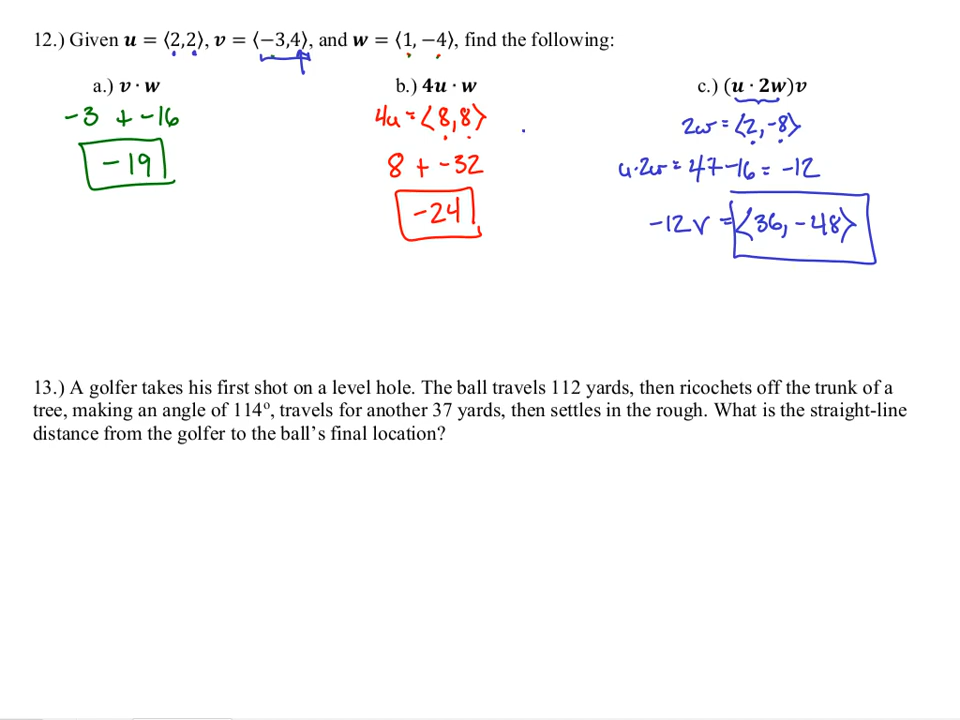 12.) Given u = ⟨2,2⟩, v = ⟨−3,4⟩, and w = ⟨1, −4⟩, find the following:
a.) v · w
-3 + -16
-19
b.) 4u · w
4u = ⟨8,8⟩
8 + -32
-24
c.) (u · 2w)v
2w = ⟨2,-8⟩
u·2w = 4+-16 = -12
-12v = ⟨36, -48⟩
13.) A golfer takes his first shot on a level hole. The ball travels 112 yards, then ricochets off the trunk of a
tree, making an angle of 114°, travels for another 37 yards, then settles in the rough. What is the straight-line
distance from the golfer to the ball's final location?